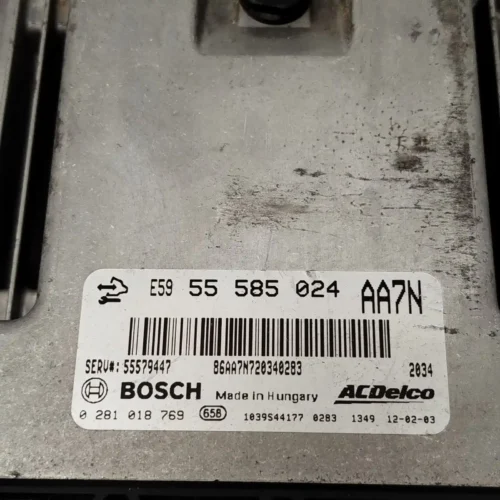 E59 55 585 024 AA7N
SERV#: 55579447 86AA7N720340283 2034
BOSCH Made in Hungary ACDelco
0 281 018 769 658 1039S44177 0283 1349 12-02-03